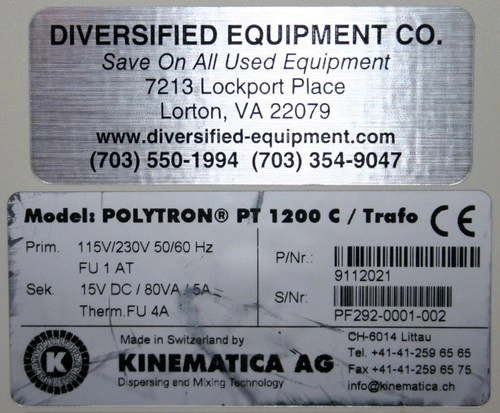 DIVERSIFIED EQUIPMENT CO.
Save On All Used Equipment
7213 Lockport Place
Lorton, VA 22079
www.diversified-equipment.com
(703) 550-1994 (703) 354-9047
Model: POLYTRON® PT 1200 C / Trafo CE
Prim. 115V/230V 50/60 Hz
FU 1 AT
Sek. 15V DC / 80VA / 5A
Therm.FU 4A
P/Nr.:
9112021
S/Nr:
PF292-0001-002
K
Made in Switzerland by
KINEMATICA AG
Dispersing and Mixing Technology
CH-6014 Littau
Tel. +41-41-259 65 65
Fax +41-41-259 65 75
info@kinematica.ch